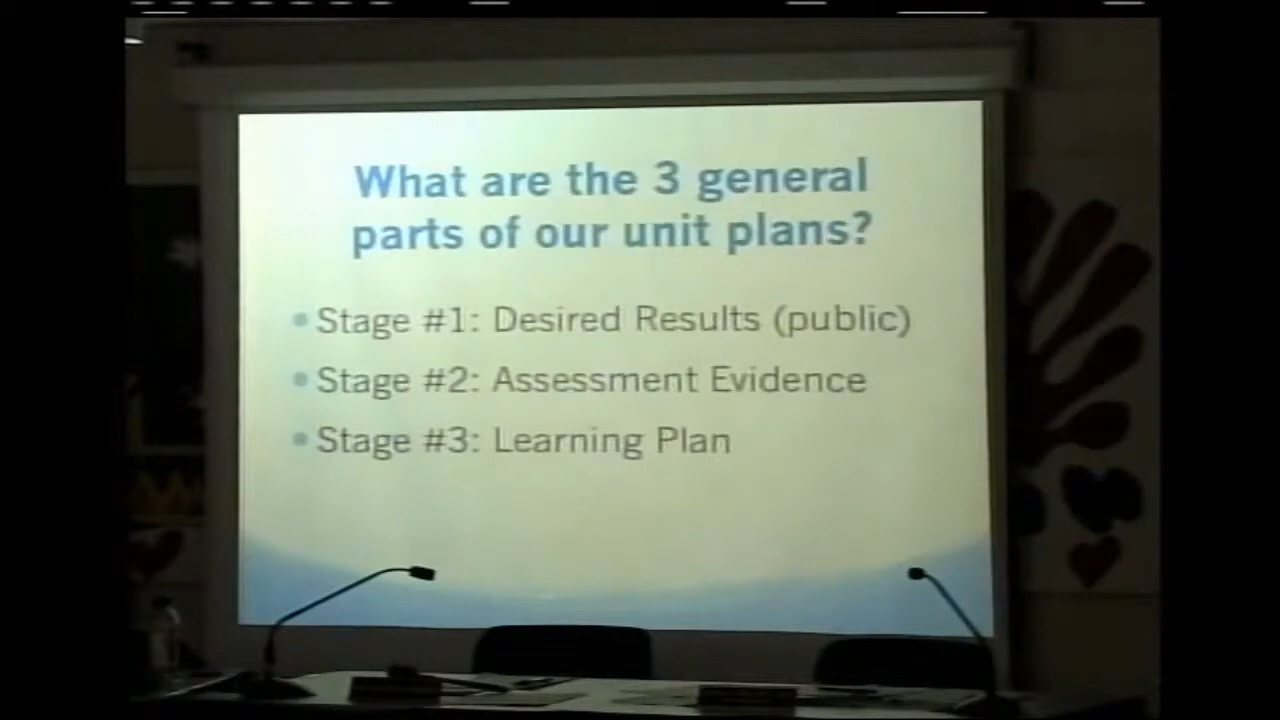 What are the 3 general
parts of our unit plans?
Stage #1: Desired Results (public)
Stage #2: Assessment Evidence
Stage #3: Learning Plan